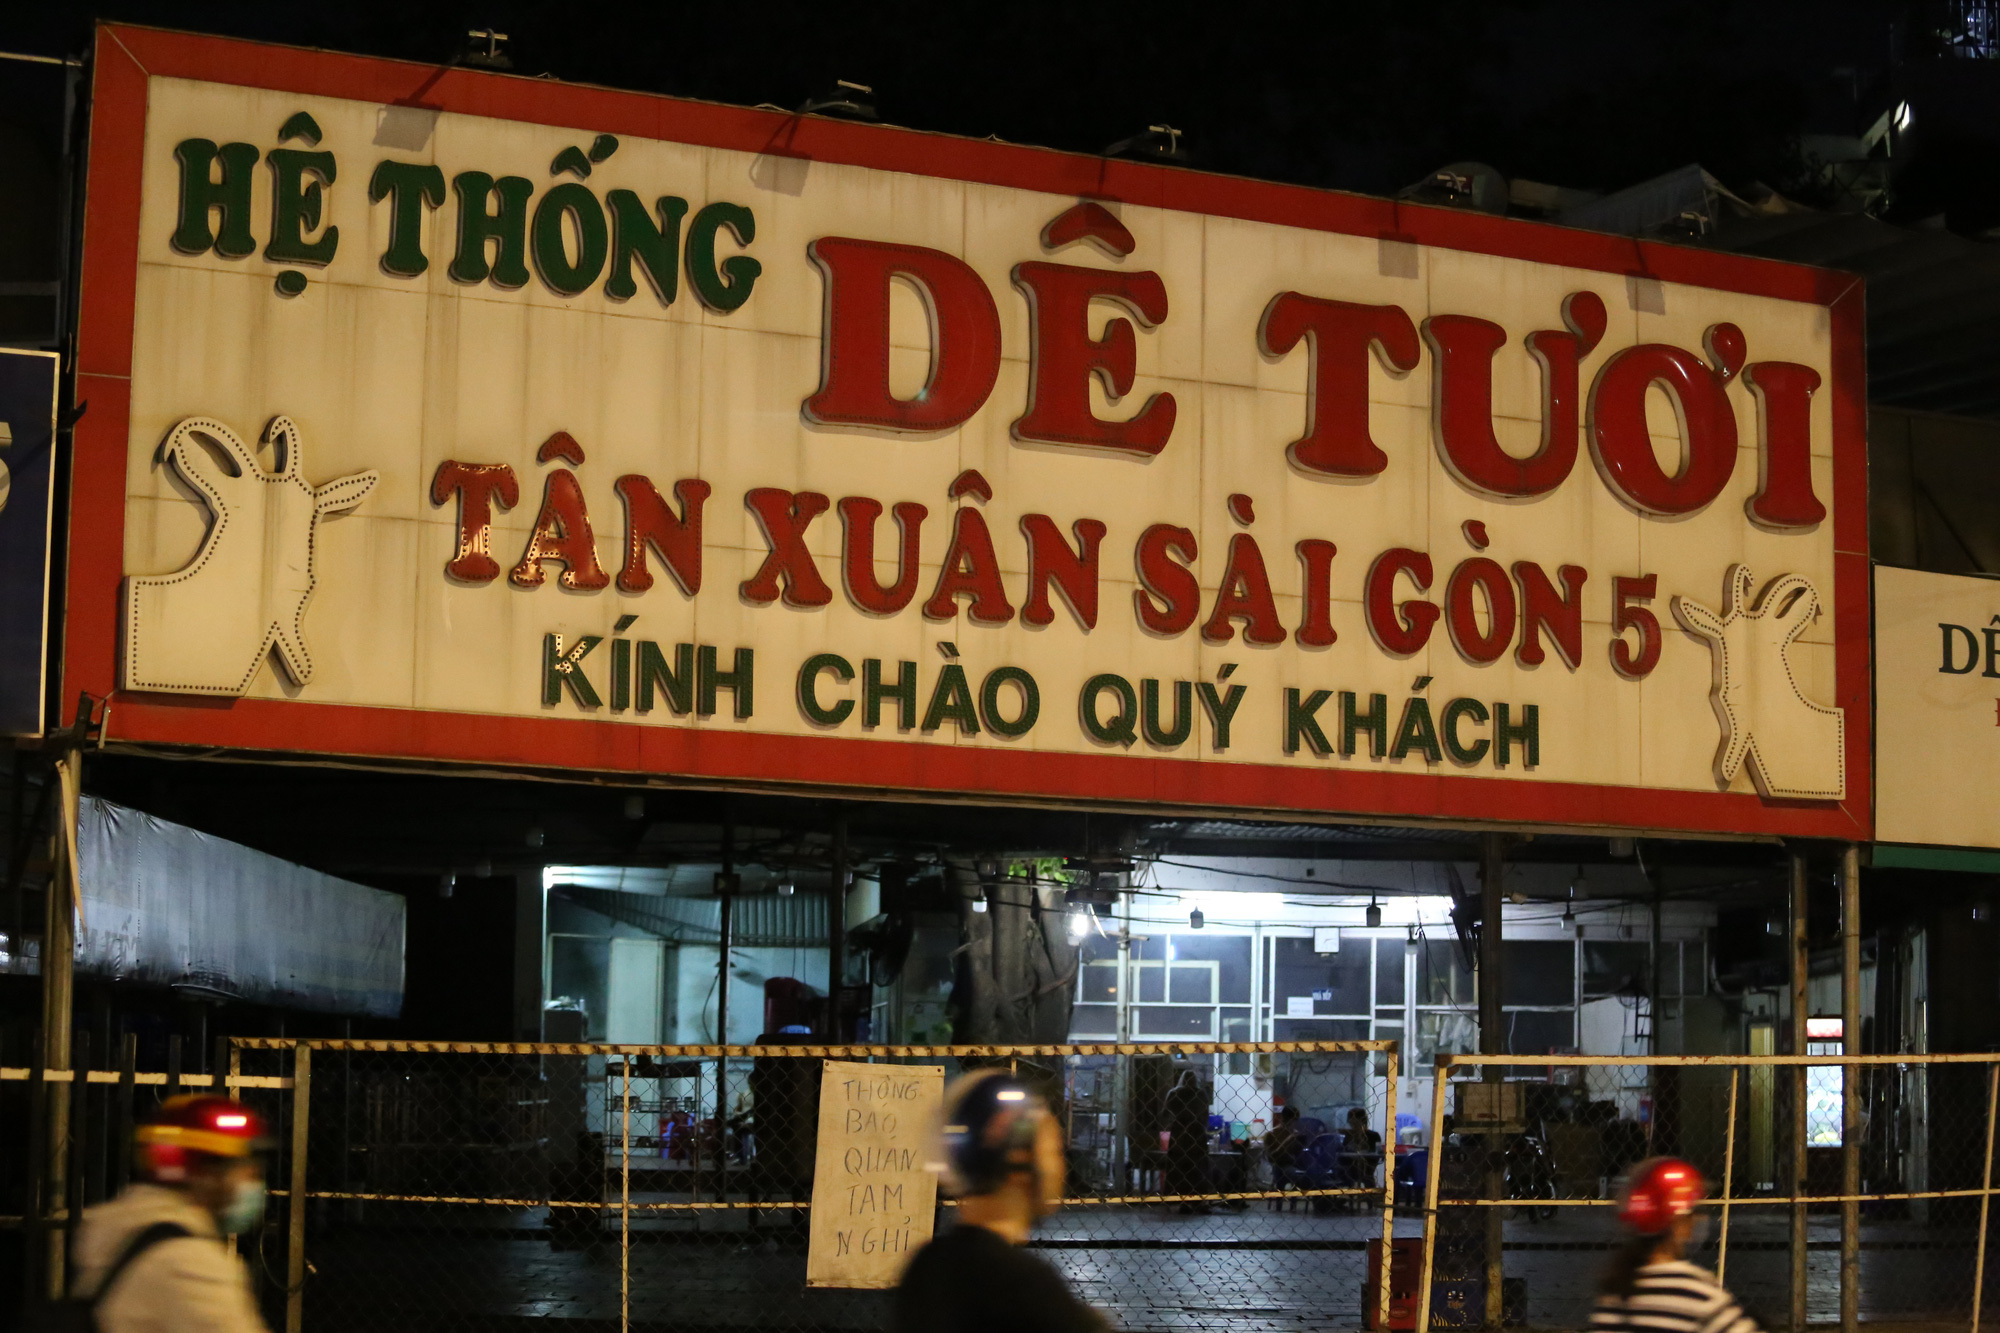 HỆ THỐNG DÊ TƯƠI
TÂN XUÂN SÀI GÒN 5
KÍNH CHÀO QUÝ KHÁCH
DÊ
THÔNG
BÁO
QUÁN
TẠM
NGHỈ